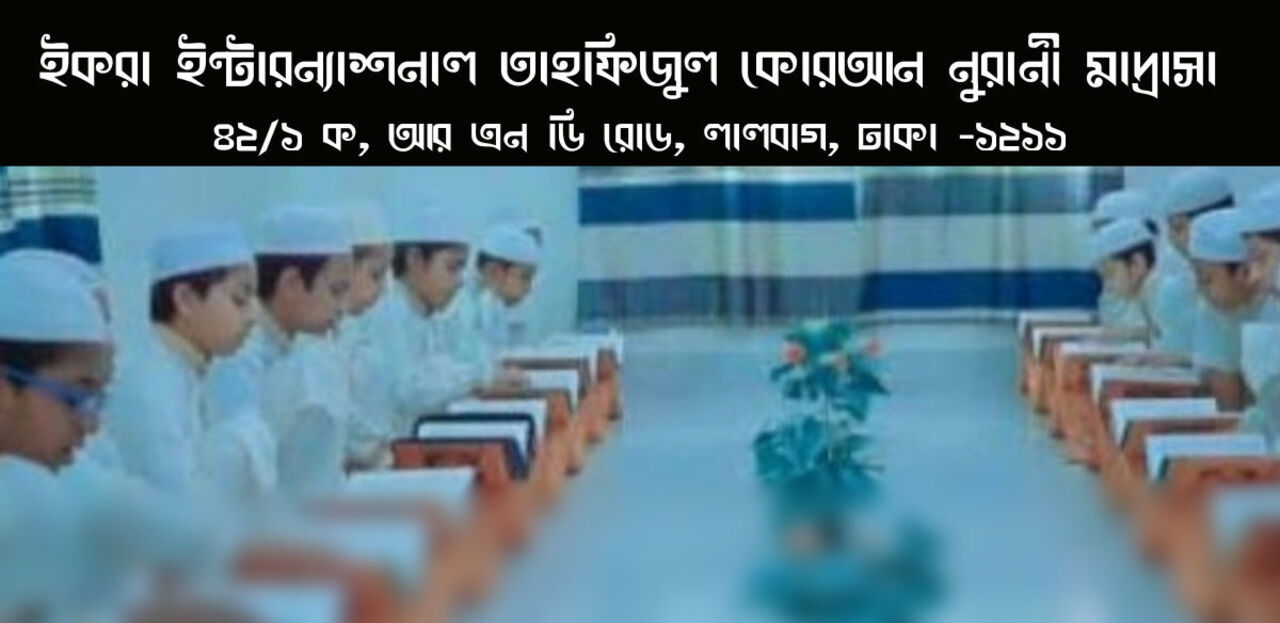 ইকরা ইন্টারন্যাশনাল তাহফিজুল কোরআন নুরানী মাদ্রাসা
৪২/১ ক, আর এন ডি রোড, লালবাগ, ঢাকা -১২১১